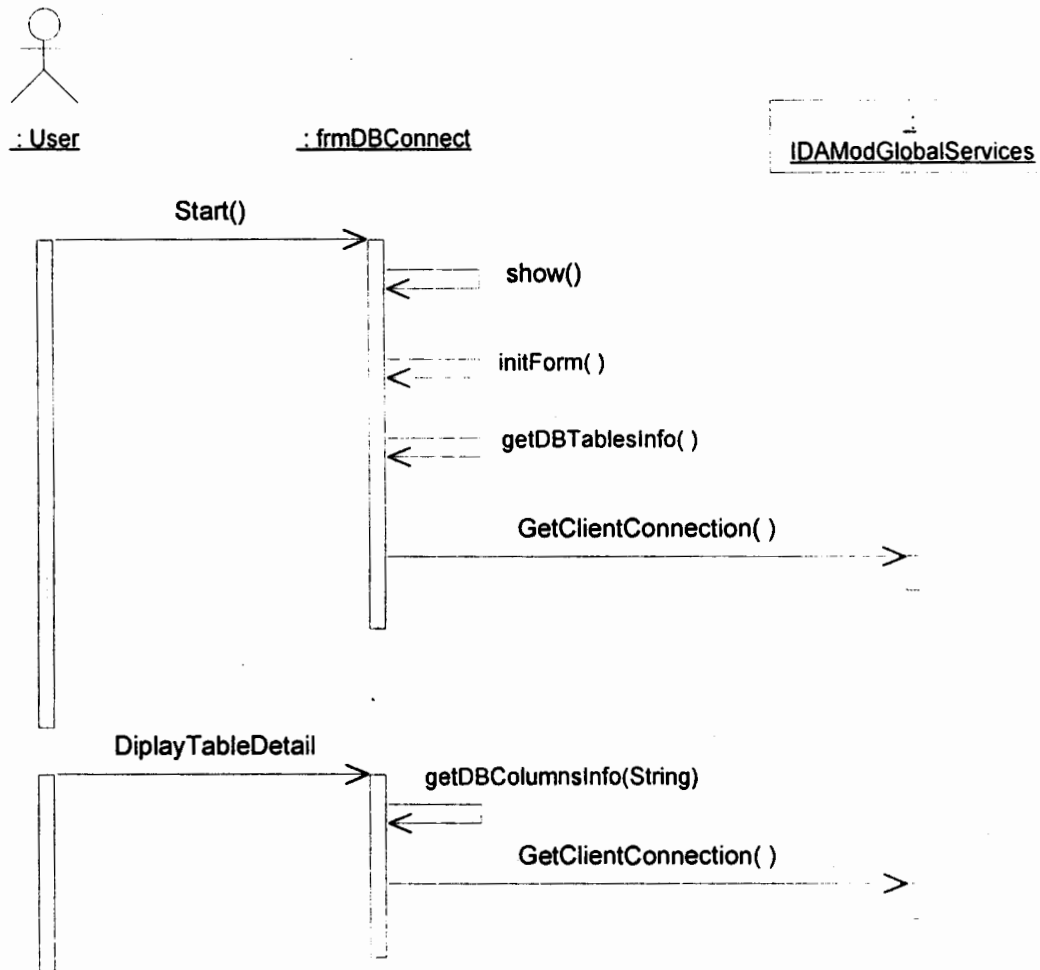 : User
: frmDBConnect
:
IDAModGlobalServices
Start()
show()
initForm( )
getDBTablesInfo( )
GetClientConnection( )
DiplayTableDetail
getDBColumnsInfo(String)
GetClientConnection( )